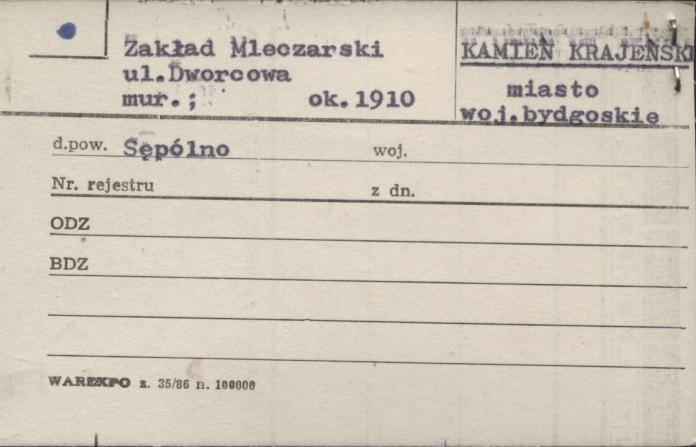 Zakład Mleczarski
ul.Dworcowa
mur.; ok.1910
KAMIEŃ KRAJEŃSK
miasto
woj.bydgoskie
d.pow. Sępólno woj.
Nr. rejestru z dn.
ODZ
BDZ
WAREXPO z. 35/86 n. 100000